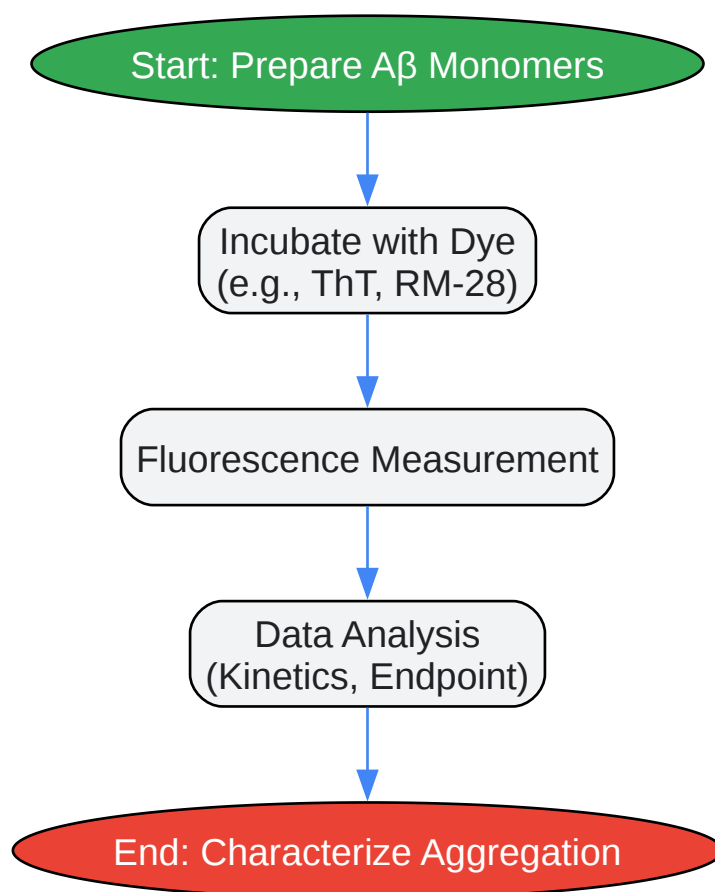 Start: Prepare Aβ Monomers
Incubate with Dye
(e.g., ThT, RM-28)
Fluorescence Measurement
Data Analysis
(Kinetics, Endpoint)
End: Characterize Aggregation